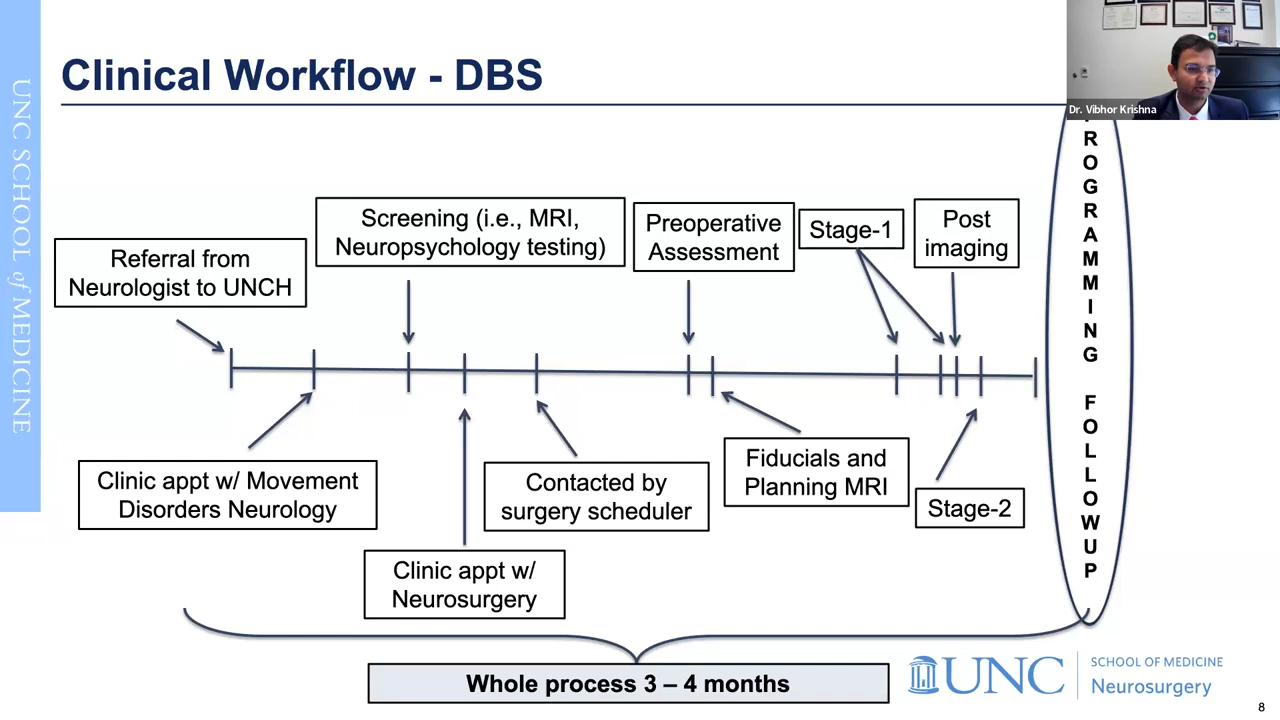 Clinical Workflow - DBS
Dr. Vibhor Krishna
UNC SCHOOL of MEDICINE
Referral from
Neurologist to UNCH
Screening (i.e., MRI,
Neuropsychology testing)
Preoperative
Assessment
Stage-1
Post
imaging
Clinic appt w/ Movement
Disorders Neurology
Clinic appt w/
Neurosurgery
Contacted by
surgery scheduler
Fiducials and
Planning MRI
Stage-2
ROGRAMMING
FOLLOWUP
Whole process 3 – 4 months
UNC
SCHOOL OF MEDICINE
Neurosurgery
8